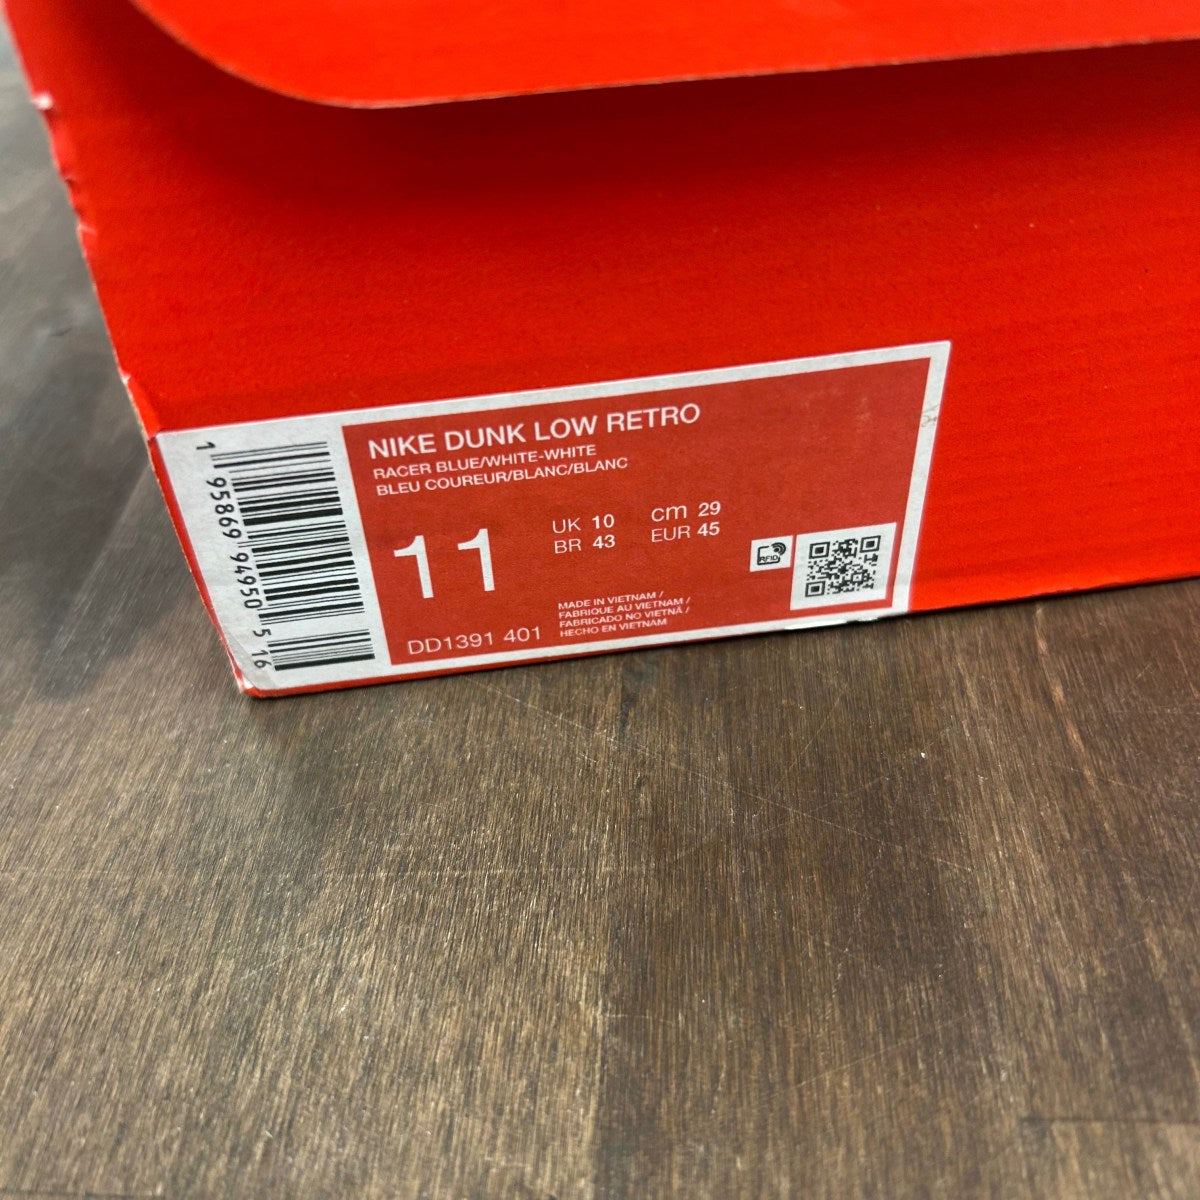 1 95869 94950 5 16
NIKE DUNK LOW RETRO
RACER BLUE/WHITE-WHITE
BLEU COUREUR/BLANC/BLANC
11
UK 10
BR 43
cm 29
EUR 45
RFID
MADE IN VIETNAM /
FABRIQUE AU VIETNAM /
FABRICADO NO VIETNÃ /
HECHO EN VIETNAM
DD1391 401